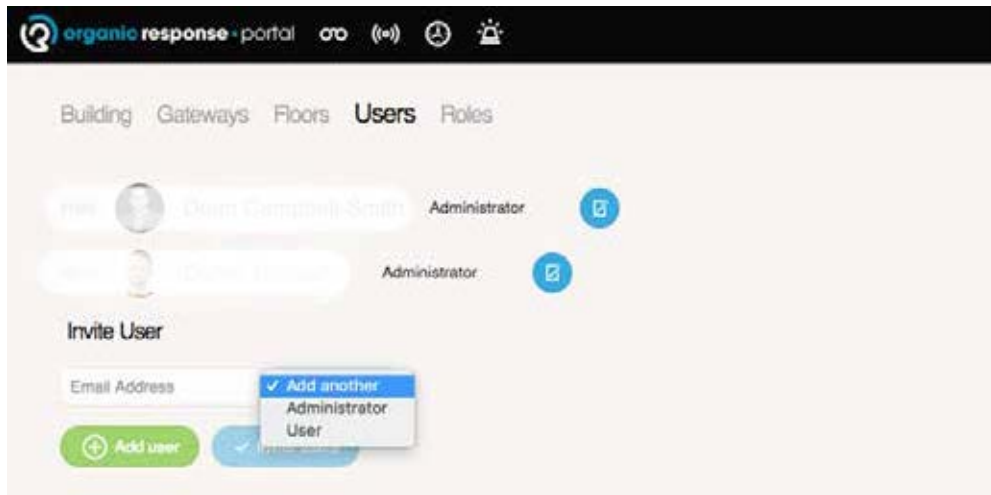 organic response portal
Building Gateways Floors Users Roles
Administrator
Administrator
Invite User
Email Address
Add another
Administrator
User
Add user